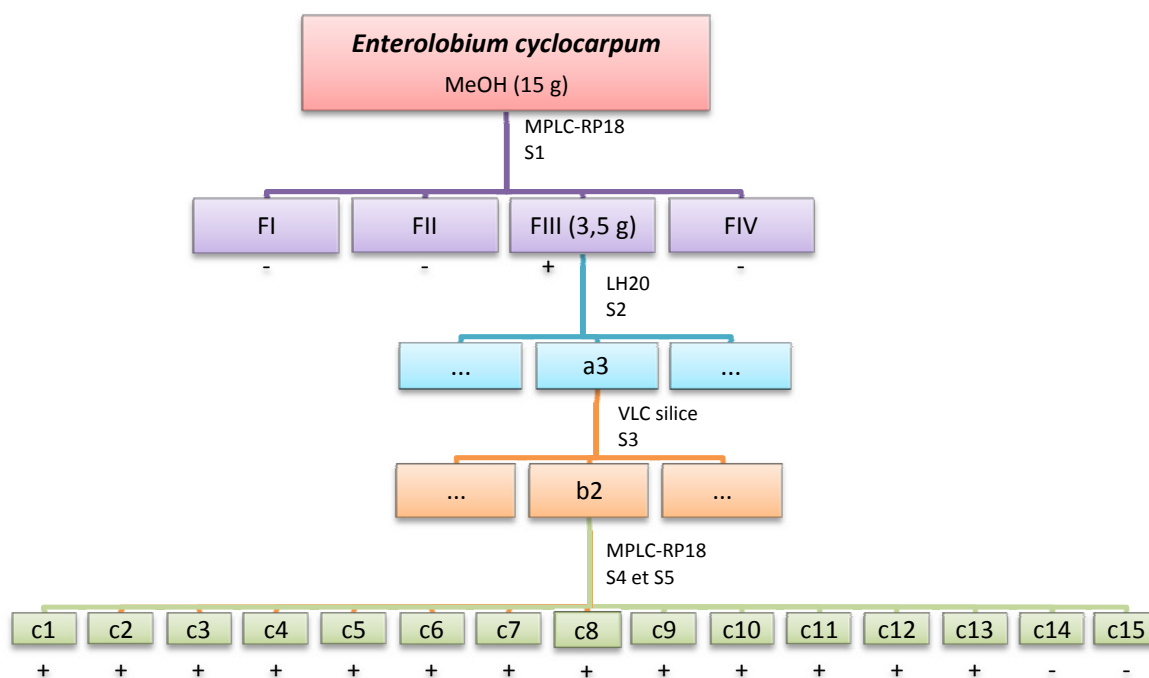 Enterolobium cyclocarpum
MeOH (15 g)
MPLC-RP18
S1
FI FII FIII (3,5 g) FIV
- - + -
LH20
S2
... a3 ...
VLC silice
S3
... b2 ...
MPLC-RP18
S4 et S5
c1 c2 c3 c4 c5 c6 c7 c8 c9 c10 c11 c12 c13 c14 c15
+ + + + + + + + + + + + + - -